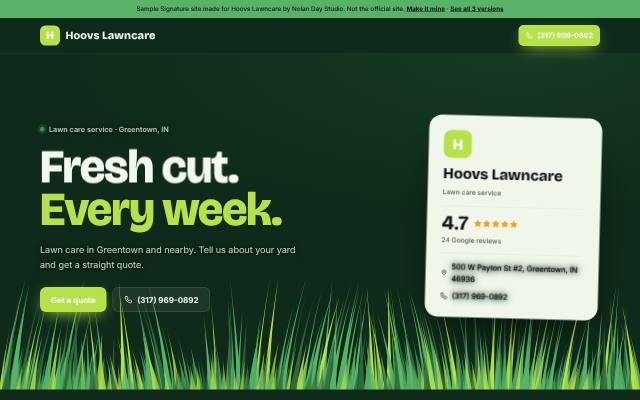 Sample Signature site made for Hoovs Lawncare by Nolan Day Studio. Not the official site. Make it mine · See all 3 versions
H Hoovs Lawncare
(317) 969-0892
Lawn care service · Greentown, IN
Fresh cut.
Every week.
Lawn care in Greentown and nearby. Tell us about your yard
and get a straight quote.
Get a quote
(317) 969-0892
H
Hoovs Lawncare
Lawn care service
4.7 ★★★★★
24 Google reviews
500 W Payton St #2, Greentown, IN
46936
(317) 969-0892